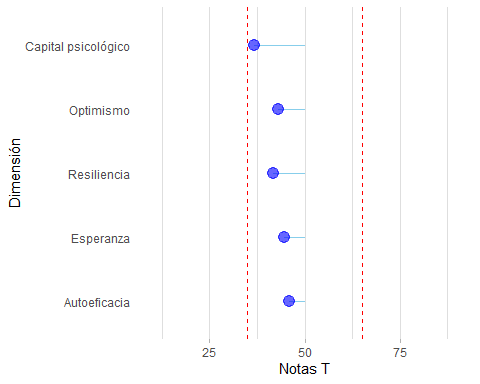 Capital psicológico
Optimismo
Resiliencia
Esperanza
Autoeficacia
Dimensión
25 50 75
Notas T